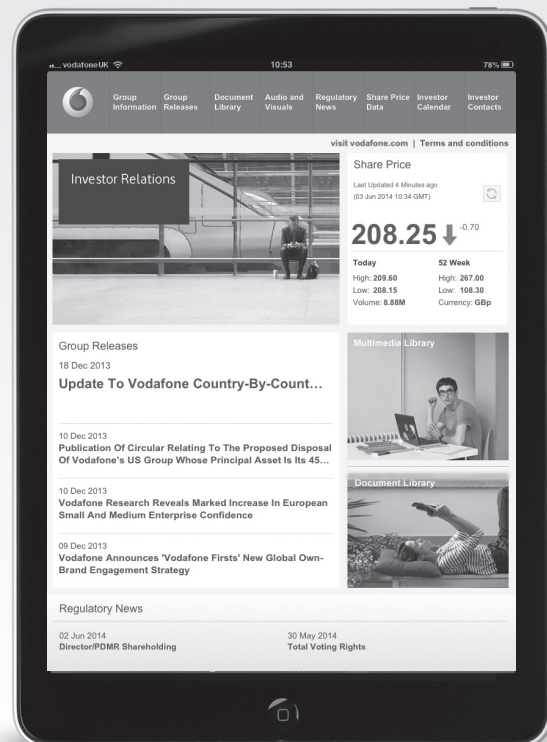 vodafone UK
10:53
78%
Group Information
Group Releases
Document Library
Audio and Visuals
Regulatory News
Share Price Data
Investor Calendar
Investor Contacts
visit vodafone.com | Terms and conditions
Investor Relations
Share Price
Last Updated 4 Minutes ago
(03 Jun 2014 10:34 GMT)
208.25 -0.70
Today
High: 209.60
Low: 208.15
Volume: 8.88M
52 Week
High: 267.00
Low: 108.30
Currency: GBp
Group Releases
18 Dec 2013
Update To Vodafone Country-By-Count...
10 Dec 2013
Publication Of Circular Relating To The Proposed Disposal
Of Vodafone's US Group Whose Principal Asset Is Its 45...
10 Dec 2013
Vodafone Research Reveals Marked Increase In European
Small And Medium Enterprise Confidence
09 Dec 2013
Vodafone Announces 'Vodafone Firsts' New Global Own-
Brand Engagement Strategy
Multimedia Library
Document Library
Regulatory News
02 Jun 2014
Director/PDMR Shareholding
30 May 2014
Total Voting Rights